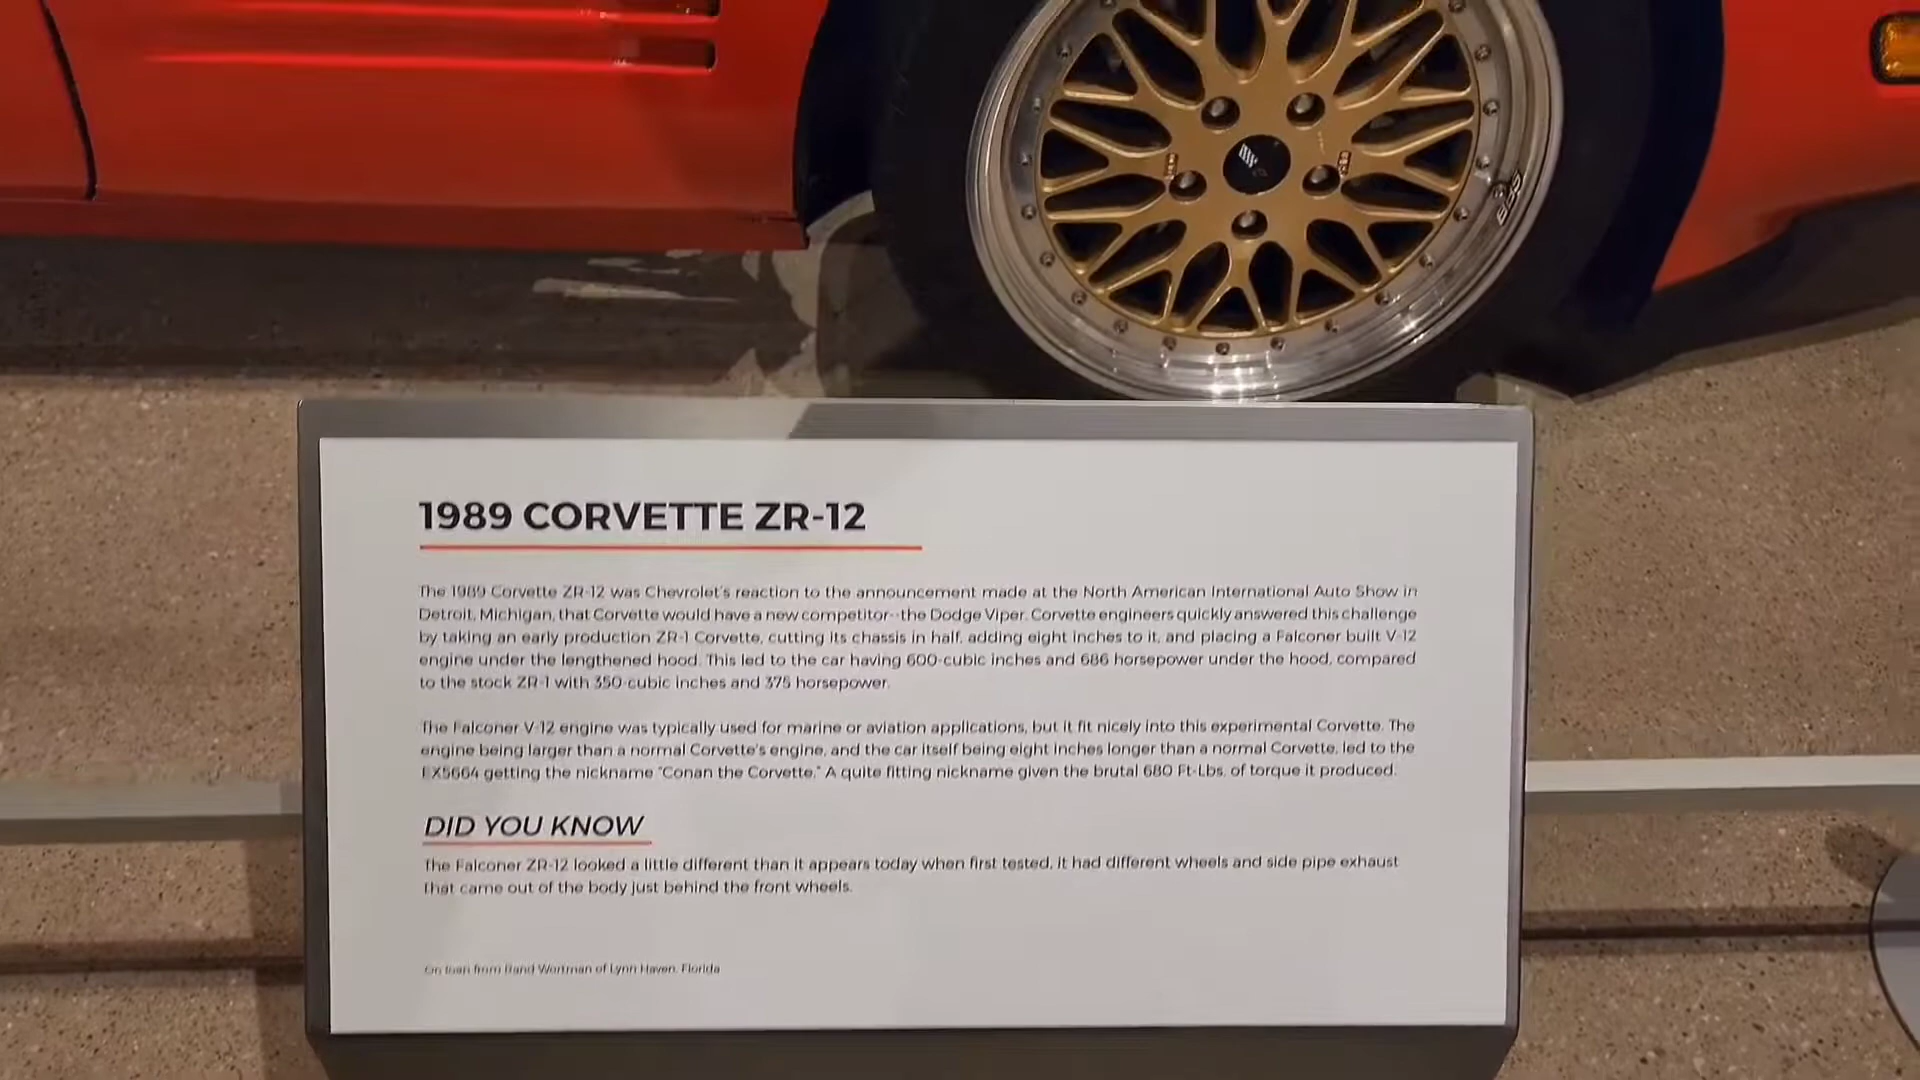 BBS
1989 CORVETTE ZR-12
The 1989 Corvette ZR-12 was Chevrolet's reaction to the announcement made at the North American International Auto Show in
Detroit, Michigan, that Corvette would have a new competitor--the Dodge Viper. Corvette engineers quickly answered this challenge
by taking an early production ZR-1 Corvette, cutting its chassis in half, adding eight inches to it, and placing a Falconer built V-12
engine under the lengthened hood. This led to the car having 600-cubic inches and 686 horsepower under the hood, compared
to the stock ZR-1 with 350-cubic inches and 375 horsepower.
The Falconer V-12 engine was typically used for marine or aviation applications, but it fit nicely into this experimental Corvette. The
engine being larger than a normal Corvette's engine, and the car itself being eight inches longer than a normal Corvette, led to the
EX5664 getting the nickname "Conan the Corvette." A quite fitting nickname given the brutal 680 Ft-Lbs. of torque it produced.
DID YOU KNOW
The Falconer ZR-12 looked a little different than it appears today when first tested, it had different wheels and side pipe exhaust
that came out of the body just behind the front wheels.
On loan from Rand Wortman of Lynn Haven, Florida